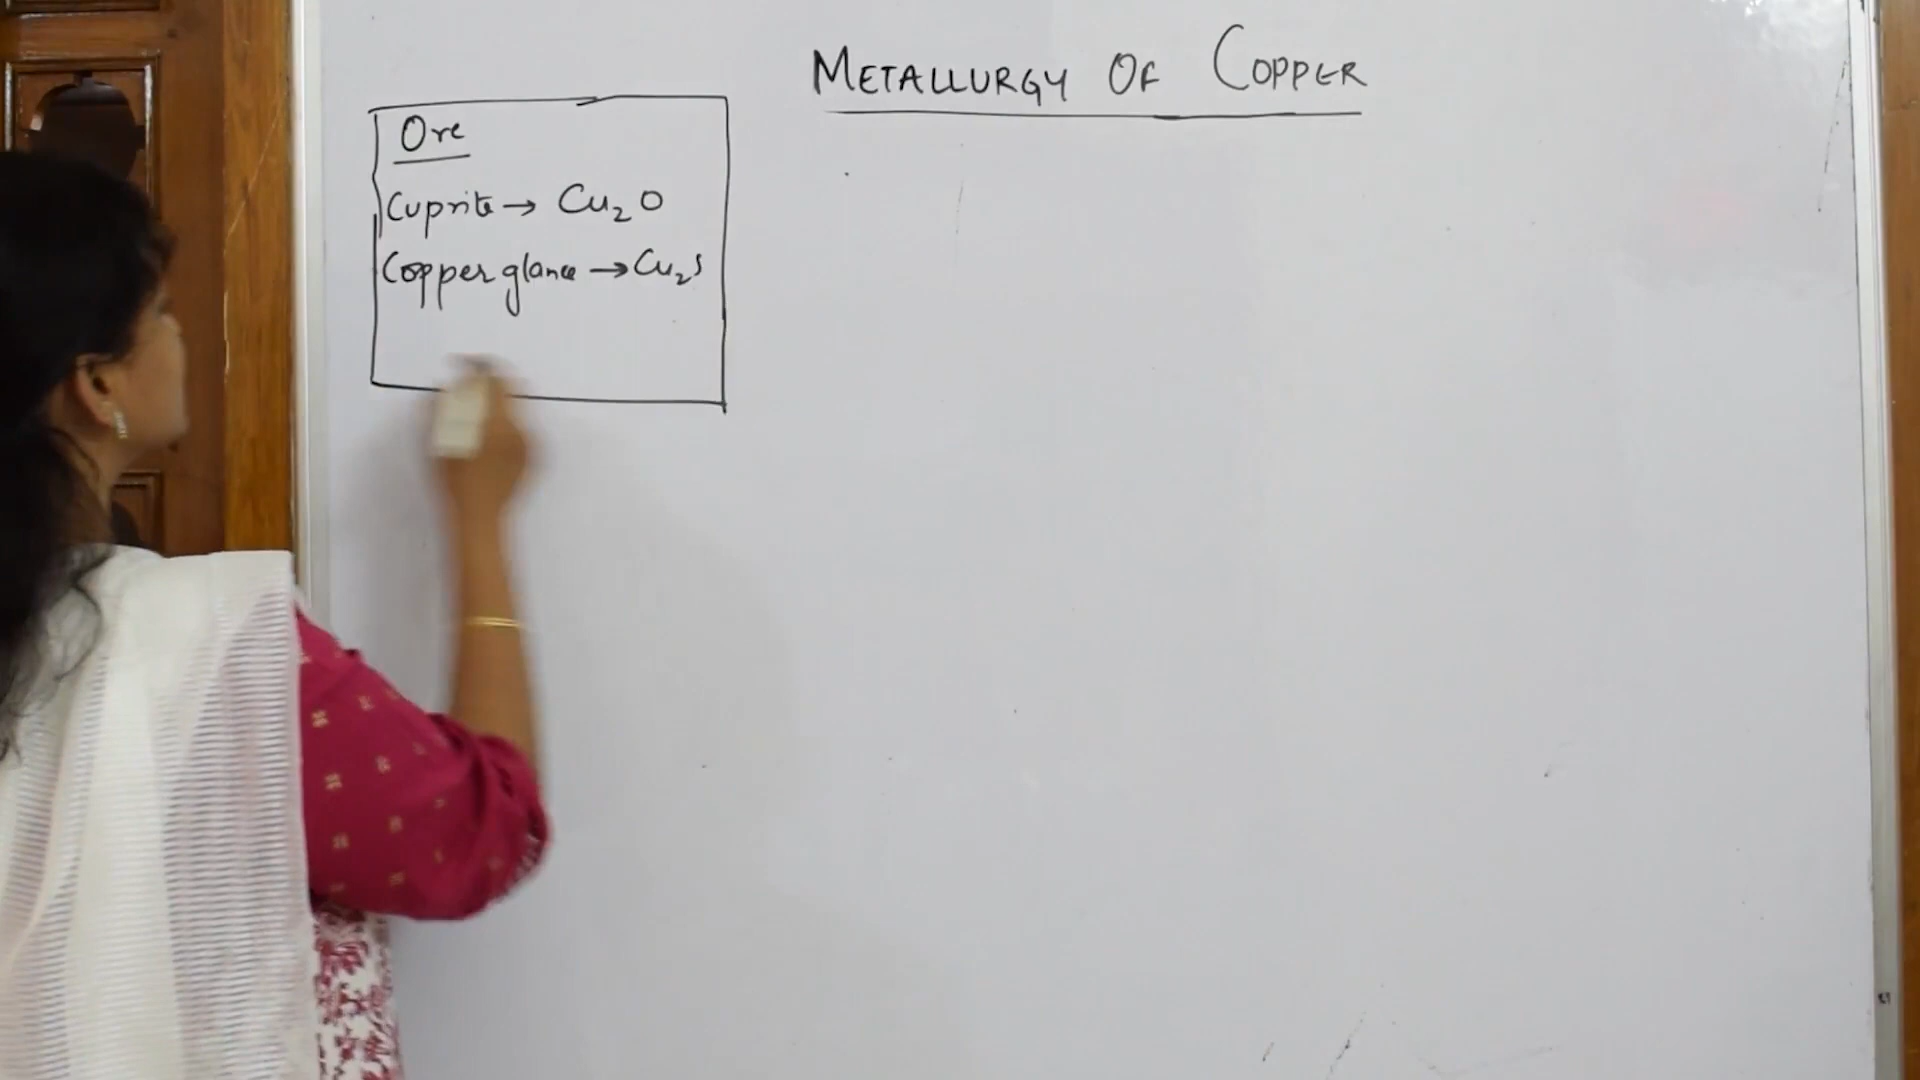 METALLURGY OF COPPER
Ore
Cuprite → Cu₂O
Copper glance → Cu₂S